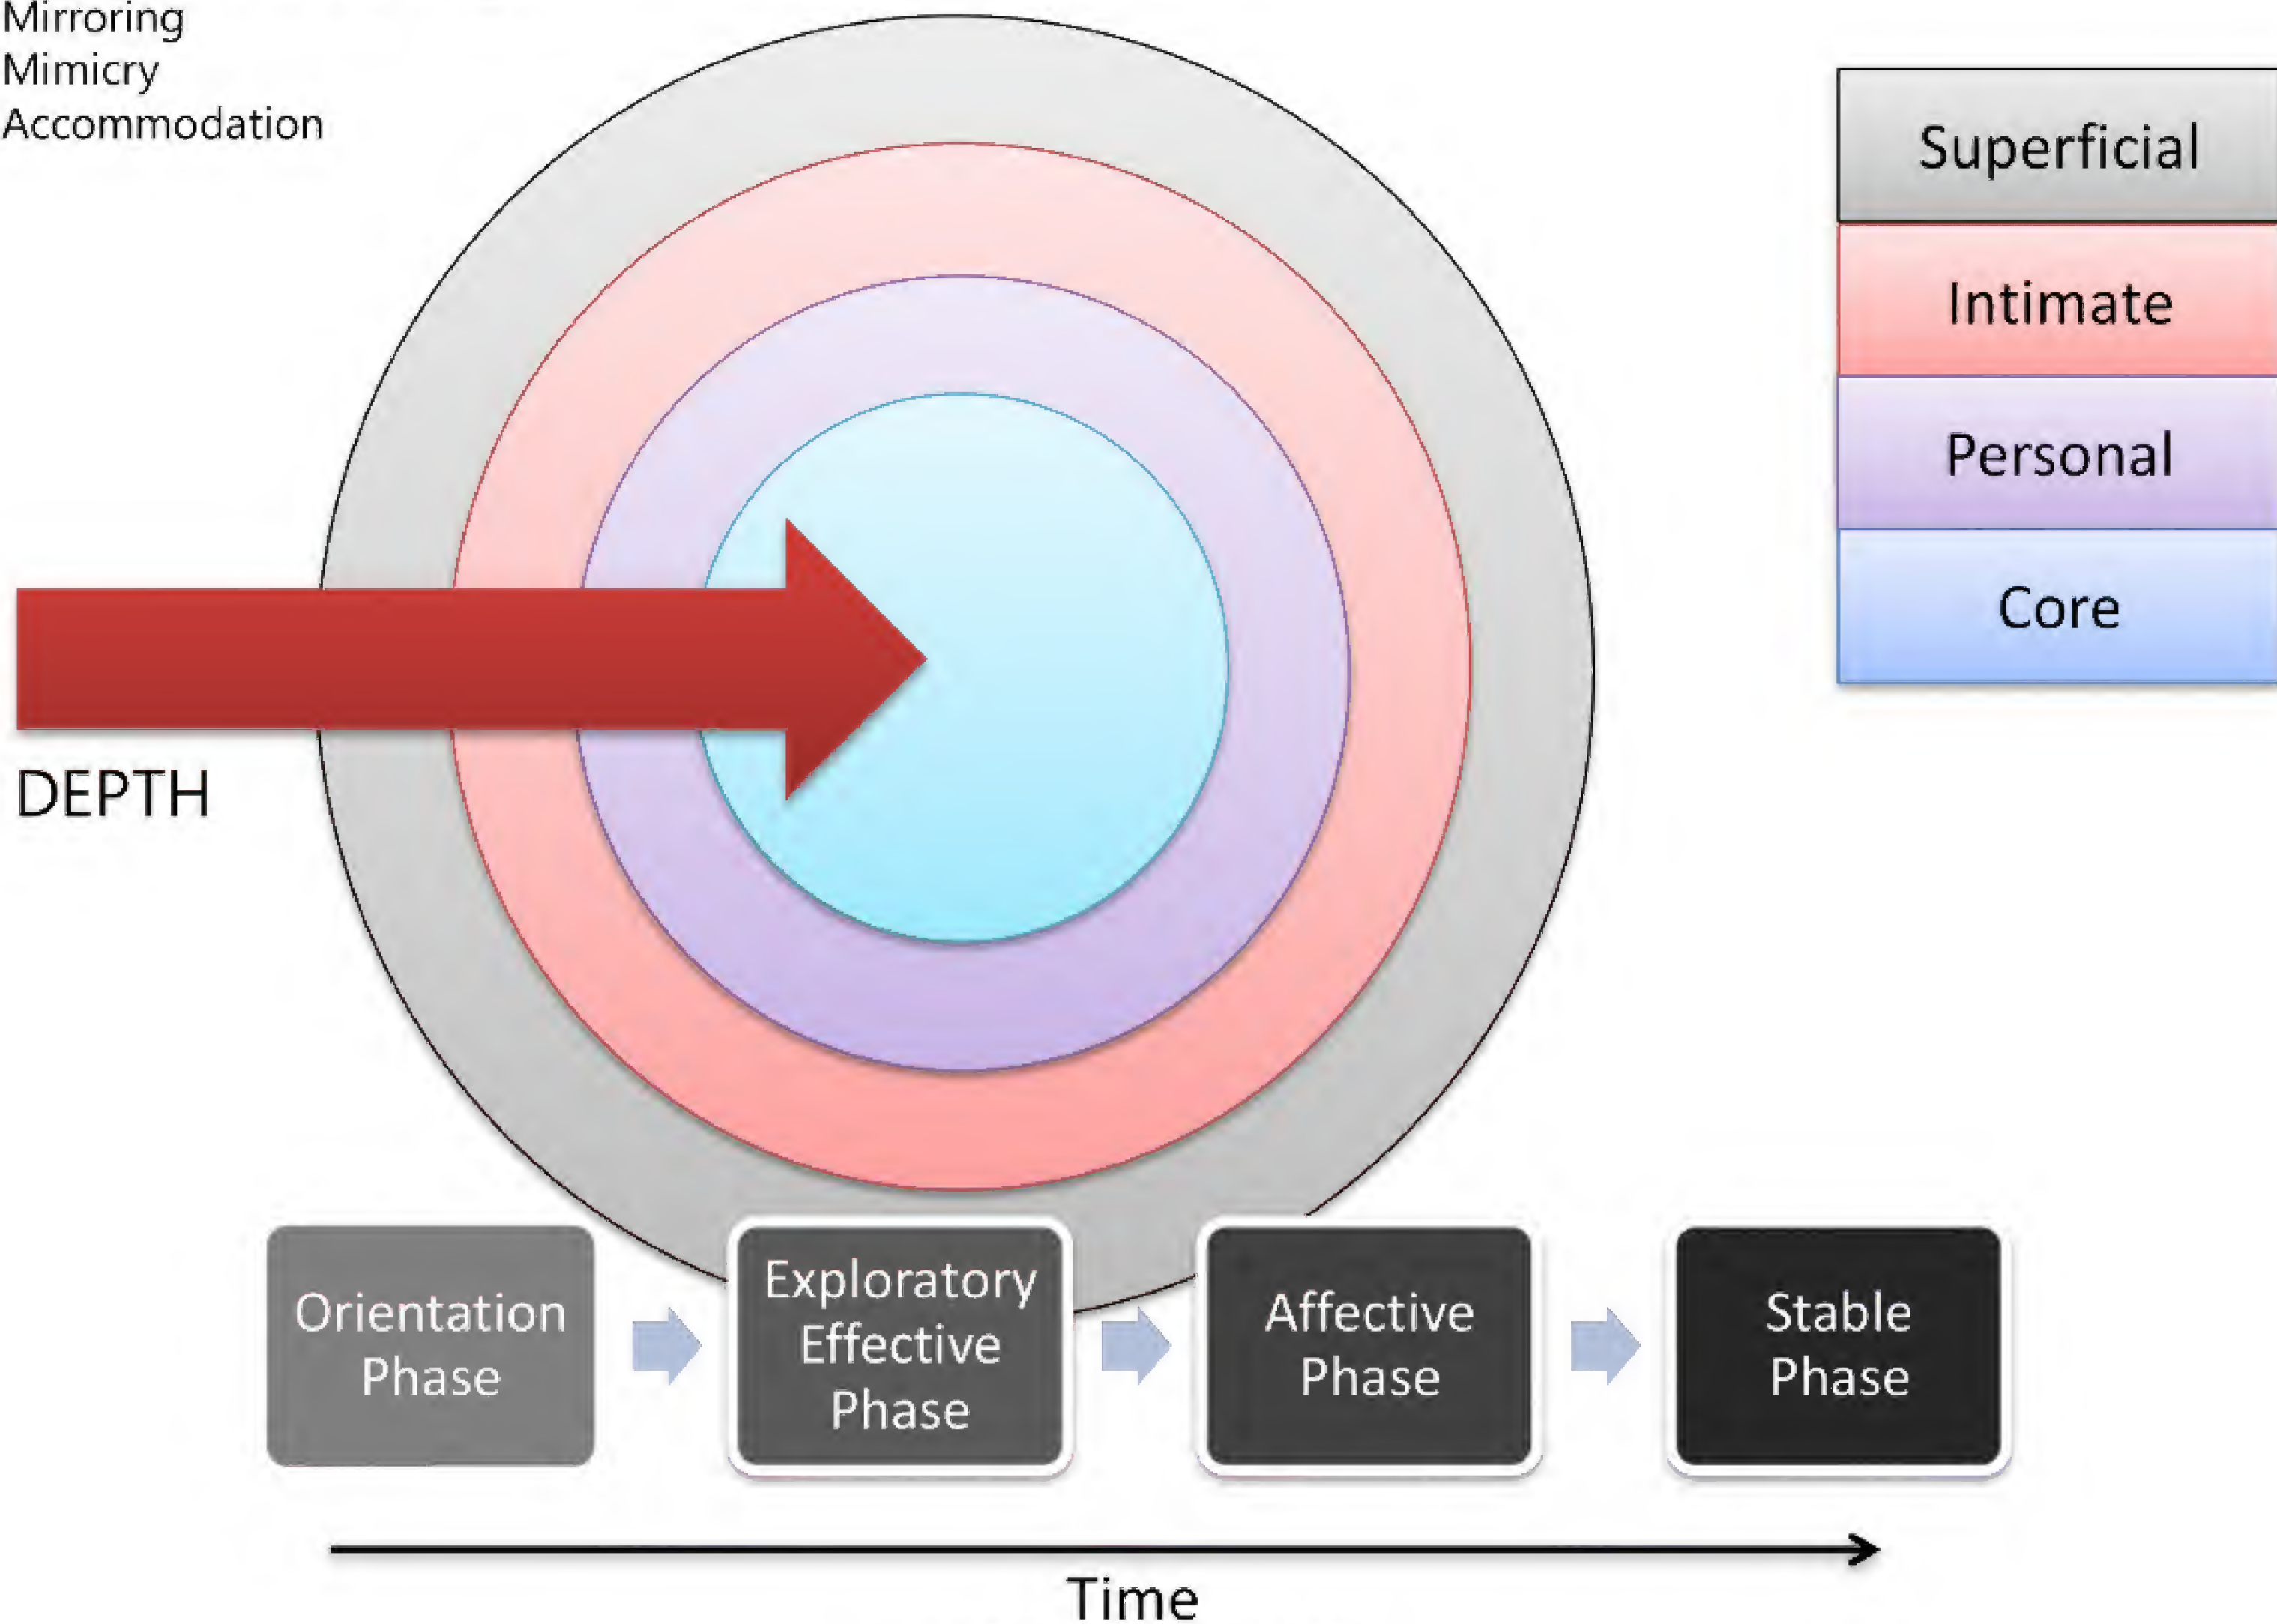 Mirroring
Mimicry
Accommodation
Superficial
Intimate
Personal
Core
DEPTH
Orientation
Phase
Exploratory
Effective
Phase
Affective
Phase
Stable
Phase
Time